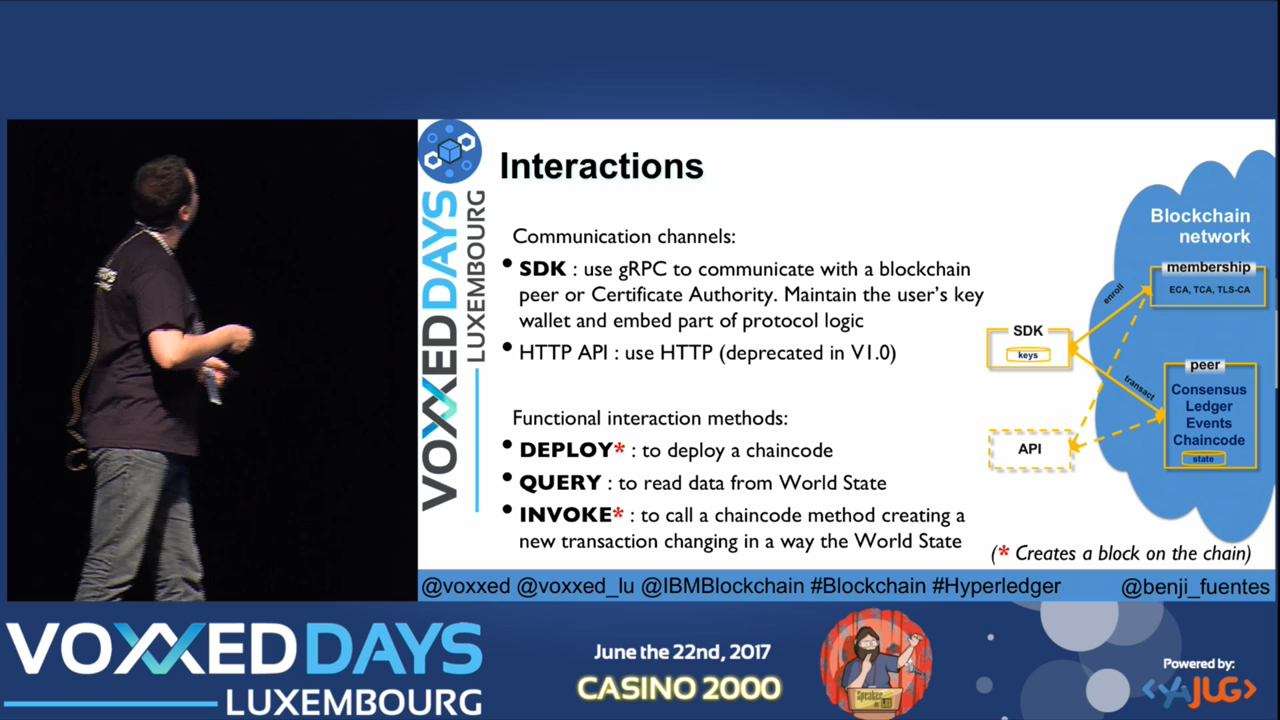 VOXXED DAYS
LUXEMBOURG
Interactions
Communication channels:
• SDK : use gRPC to communicate with a blockchain
peer or Certificate Authority. Maintain the user's key
wallet and embed part of protocol logic
• HTTP API : use HTTP (deprecated in V1.0)
Functional interaction methods:
• DEPLOY* : to deploy a chaincode
• QUERY : to read data from World State
• INVOKE* : to call a chaincode method creating a
new transaction changing in a way the World State
Blockchain
network
membership
ECA, TCA, TLS-CA
enroll
SDK
keys
transact
peer
Consensus
Ledger
Events
Chaincode
state
API
(* Creates a block on the chain)
@voxxed @voxxed_lu @IBMBlockchain #Blockchain #Hyperledger
@benji_fuentes
VOXXED DAYS
LUXEMBOURG
June the 22nd, 2017
CASINO 2000
Speaker
Powered by:
YAJUG